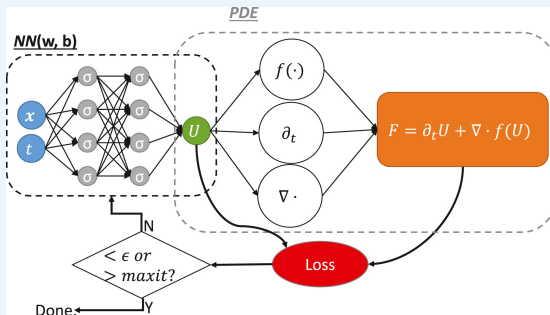 PDE
NN(w, b)
σ σ
σ σ
σ σ
σ σ
x
t
U
f(·)
∂ₜ
∇ ·
F = ∂ₜU + ∇ · f(U)
Loss
N
< ϵ or
> maxit?
Y
Done